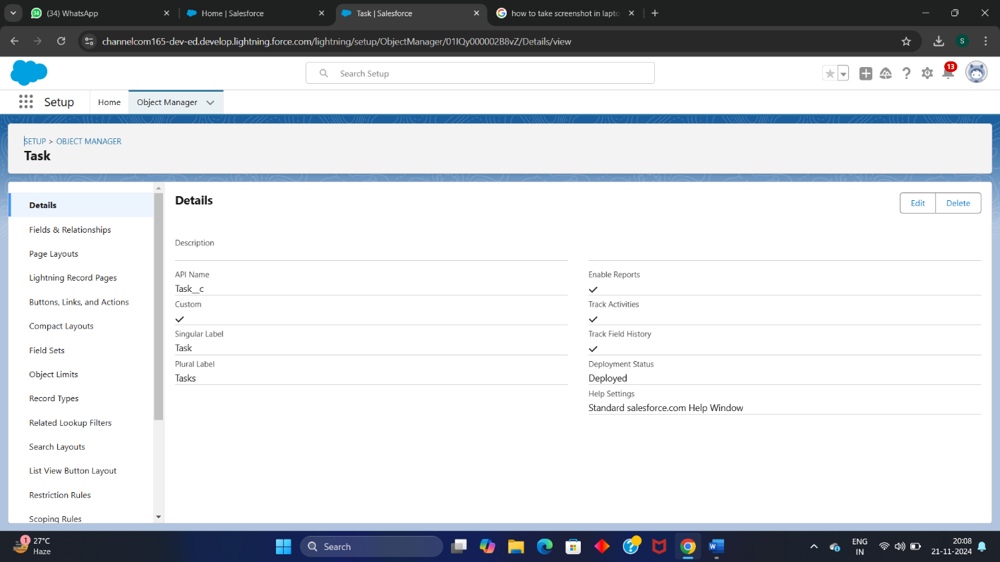 34
(34) WhatsApp
Home | Salesforce
Task | Salesforce
how to take screenshot in lapto
channelcom165-dev-ed.develop.lightning.force.com/lightning/setup/ObjectManager/01IQy000002B8vZ/Details/view
S
Search Setup
13
Setup
Home
Object Manager
SETUP > OBJECT MANAGER
Task
Details
Fields & Relationships
Page Layouts
Lightning Record Pages
Buttons, Links, and Actions
Compact Layouts
Field Sets
Object Limits
Record Types
Related Lookup Filters
Search Layouts
List View Button Layout
Restriction Rules
Scoping Rules
Details
Edit
Delete
Description
API Name
Task__c
Custom
Singular Label
Task
Plural Label
Tasks
Enable Reports
Track Activities
Track Field History
Deployment Status
Deployed
Help Settings
Standard salesforce.com Help Window
1
27°C
Haze
Search
W
ENG
IN
20:08
21-11-2024